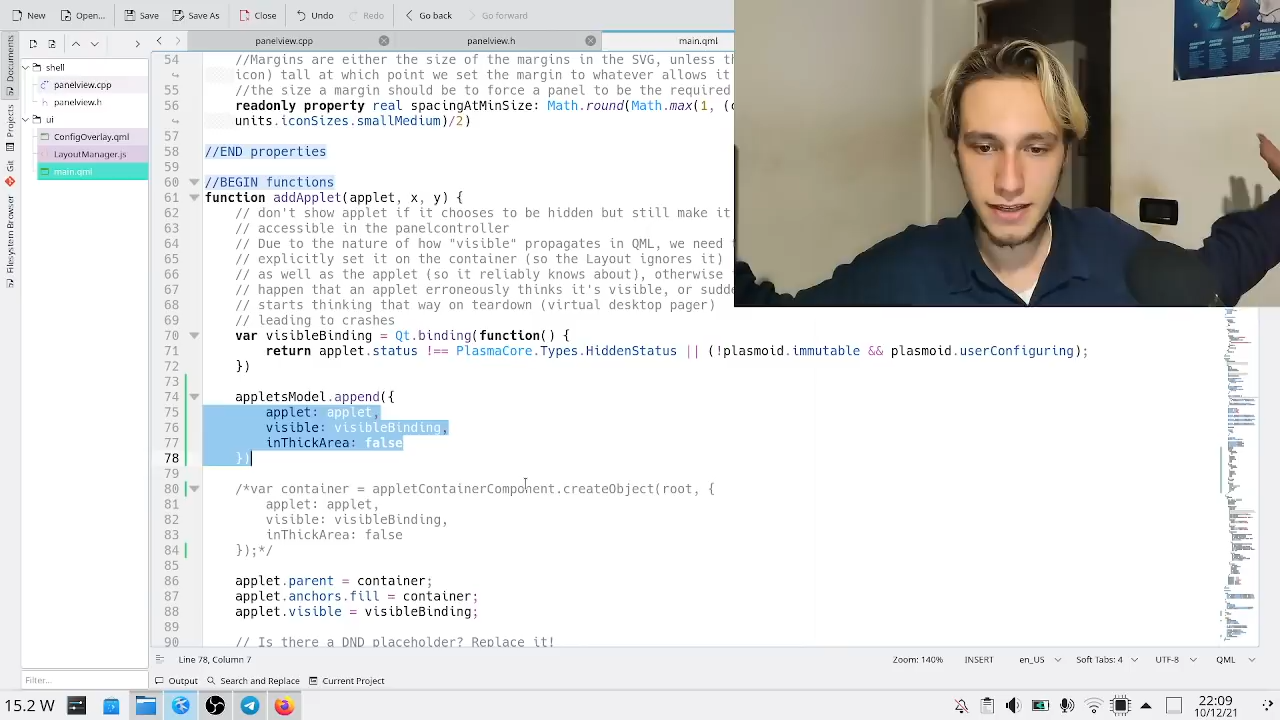 New
Open
Save
Save As
Close
Undo
Redo
Go back
Go forward
panelview.cpp
panelview.h
main.qml
Documents
Projects
Git
Filesystem Browser
shell
panelview.cpp
panelview.h
ui
ConfigOverlay.qml
LayoutManager.js
main.qml
Filter...
54 //Margins are either the size of the margins in the SVG, unless th
icon) tall at which point we set the margin to whatever allows it
55 //the size a margin should be to force a panel to be the required
56 readonly property real spacingAtMinSize: Math.round(Math.max(1, (
units.iconSizes.smallMedium)/2)
57
58 //END properties
59
60 //BEGIN functions
61 function addApplet(applet, x, y) {
62 // don't show applet if it chooses to be hidden but still make it
63 // accessible in the panelcontroller
64 // Due to the nature of how "visible" propagates in QML, we need
65 // explicitly set it on the container (so the Layout ignores it)
66 // as well as the applet (so it reliably knows about), otherwise
67 // happen that an applet erroneously thinks it's visible, or sudde
68 // starts thinking that way on teardown (virtual desktop pager)
69 // leading to crashes
70 var visibleBinding = Qt.binding(function() {
71 return applet.status !== PlasmaCore.Types.HiddenStatus || (!plasmoid.immutable && plasmoid.userConfiguring);
72 })
73
74 appletsModel.append({
75 applet: applet,
76 visible: visibleBinding,
77 inThickArea: false
78 })
79
80 /*var container = appletContainerComponent.createObject(root, {
81 applet: applet,
82 visible: visibleBinding,
83 inThickArea: false
84 });*/
85
86 applet.parent = container;
87 applet.anchors.fill = container;
88 applet.visible = visibleBinding;
89
90 // Is there a DND placeholder? Replace it!
Line 78, Column 7
Zoom: 140%
INSERT
en_US
Soft Tabs: 4
UTF-8
QML
Output
Search and Replace
Current Project
15.2 W
22:09
10/12/21